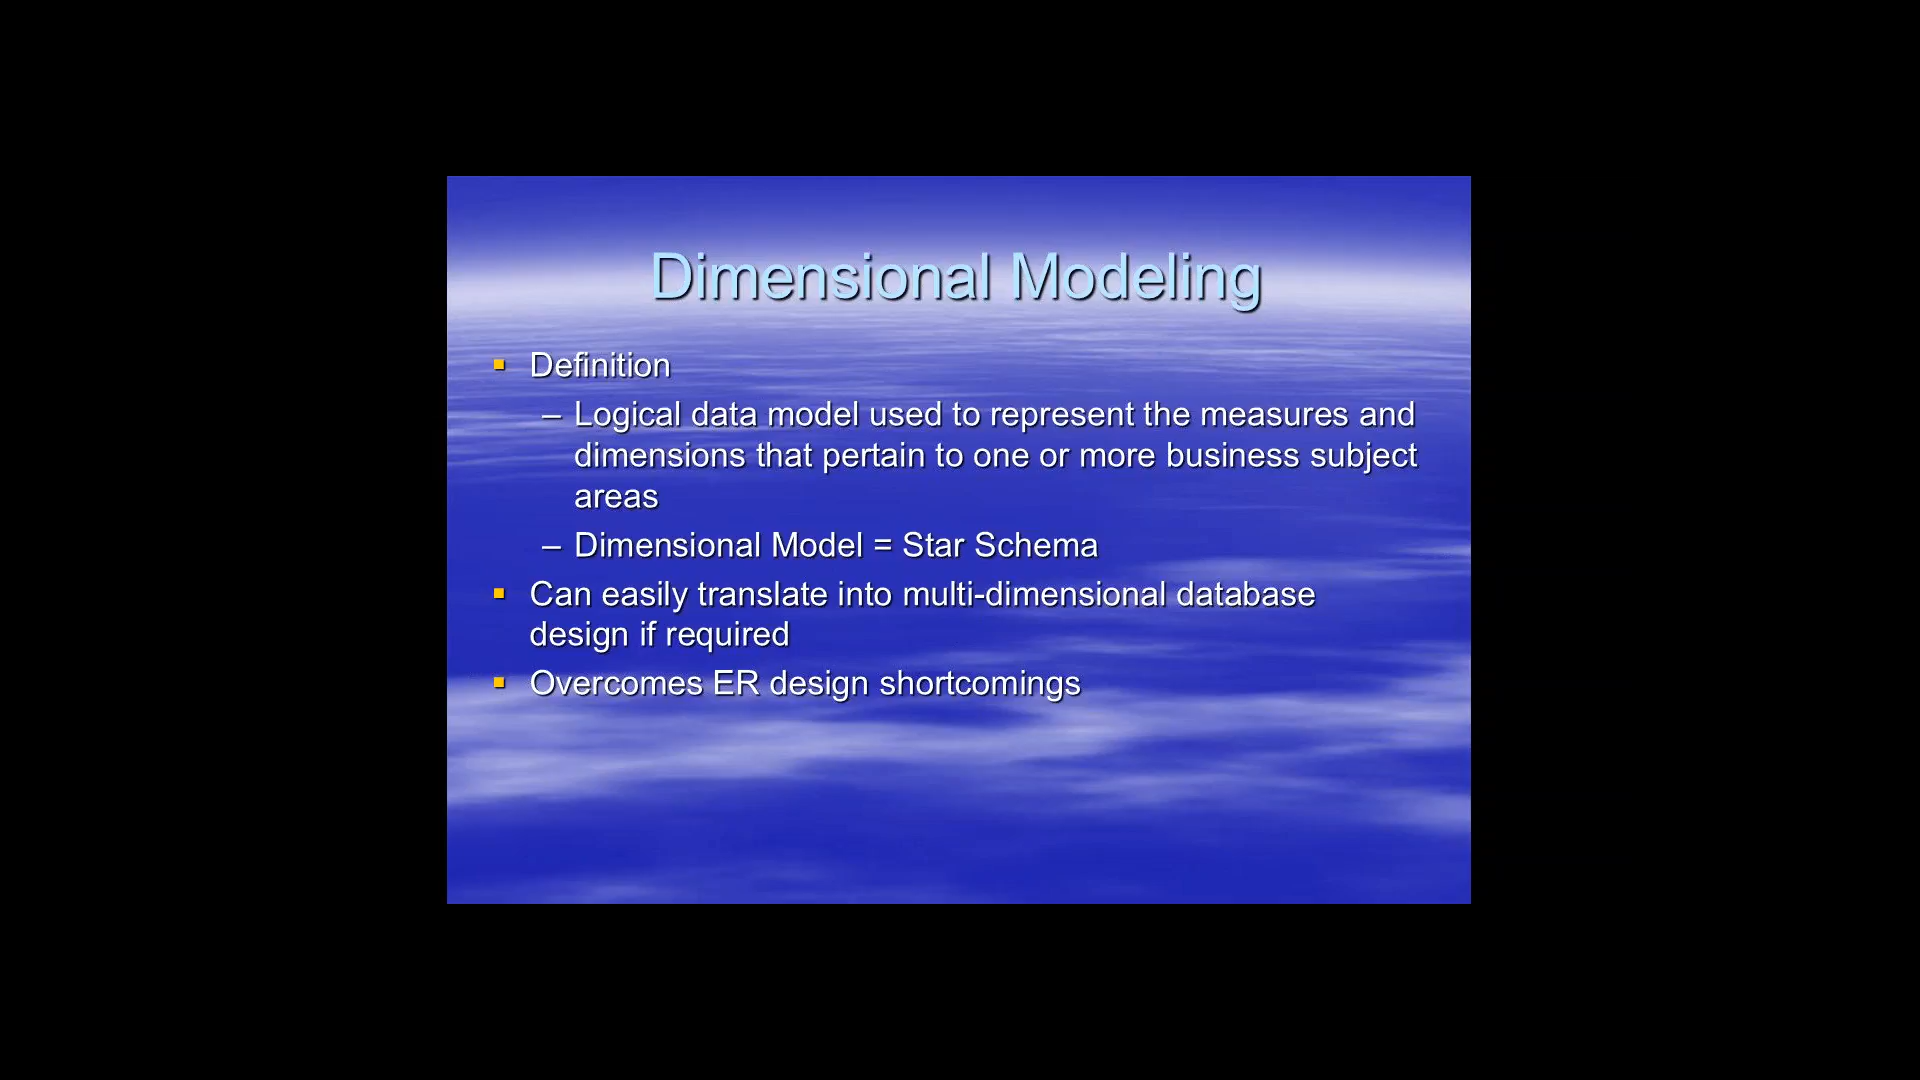 Dimensional Modeling
▪ Definition
– Logical data model used to represent the measures and
dimensions that pertain to one or more business subject
areas
– Dimensional Model = Star Schema
▪ Can easily translate into multi-dimensional database
design if required
▪ Overcomes ER design shortcomings